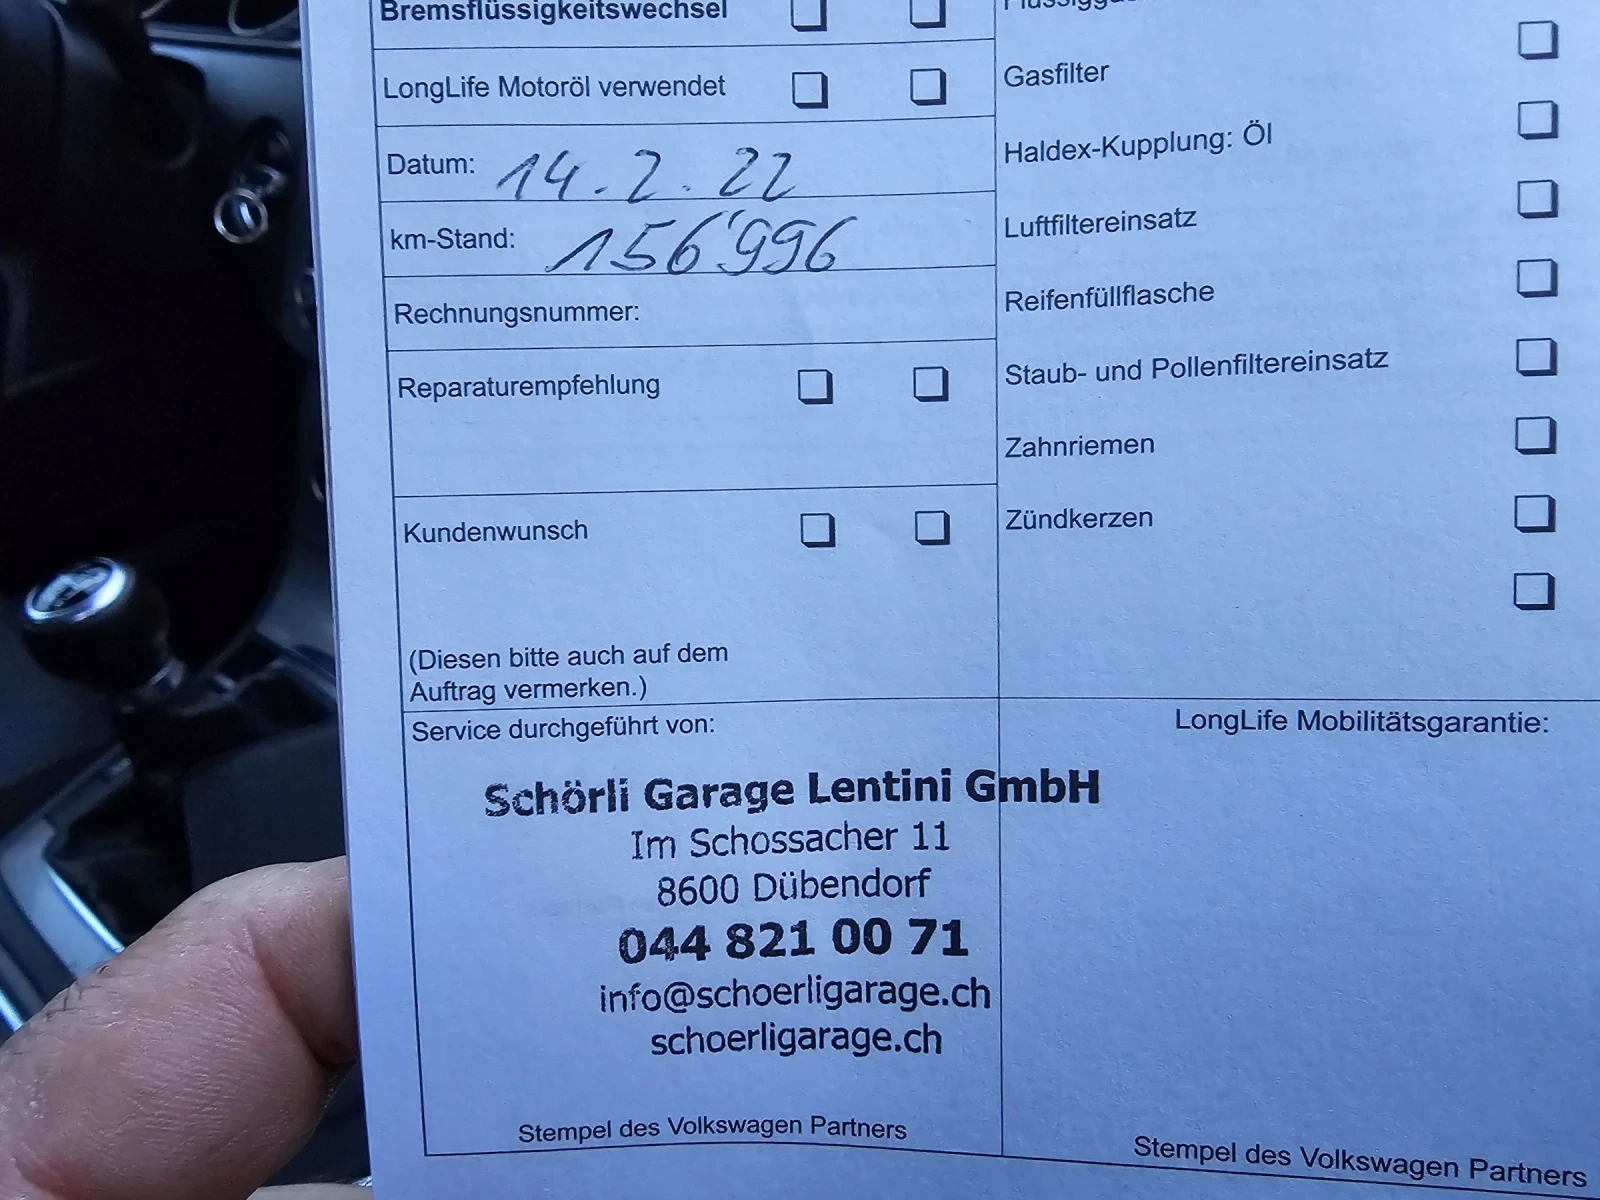 Bremsflüssigkeitswechsel
LongLife Motoröl verwendet
Datum: 14.2.22
km-Stand: 156'996
Rechnungsnummer:
Reparaturempfehlung
Kundenwunsch
(Diesen bitte auch auf dem
Auftrag vermerken.)
Gasfilter
Haldex-Kupplung: Öl
Luftfiltereinsatz
Reifenfüllflasche
Staub- und Pollenfiltereinsatz
Zahnriemen
Zündkerzen
Service durchgeführt von:
Schörli Garage Lentini GmbH
Im Schossacher 11
8600 Dübendorf
044 821 00 71
info@schoerligarage.ch
schoerligarage.ch
Stempel des Volkswagen Partners
LongLife Mobilitätsgarantie:
Stempel des Volkswagen Partners